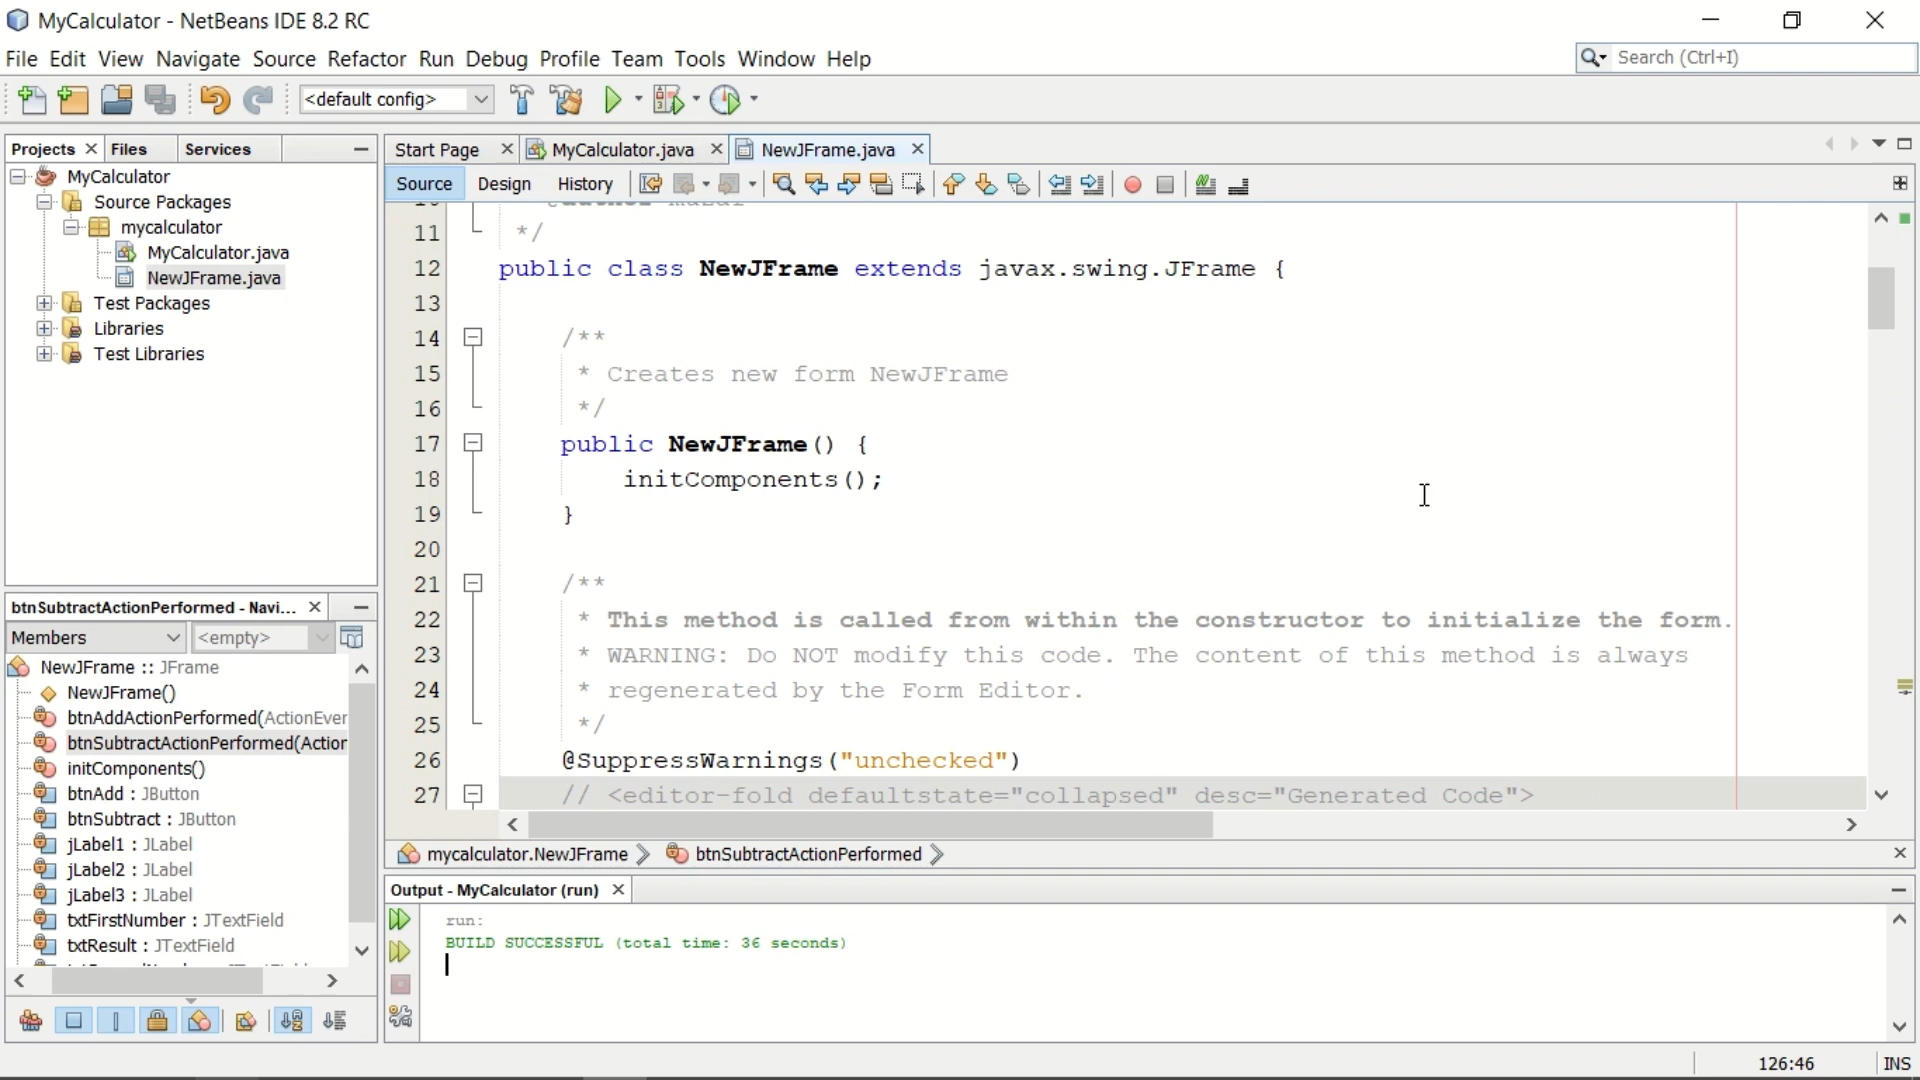 MyCalculator - NetBeans IDE 8.2 RC
File Edit View Navigate Source Refactor Run Debug Profile Team Tools Window Help
Search (Ctrl+I)
<default config>
Projects Files Services
Start Page MyCalculator.java NewJFrame.java
Source Design History
MyCalculator
Source Packages
mycalculator
MyCalculator.java
NewJFrame.java
Test Packages
Libraries
Test Libraries
11 */
12 public class NewJFrame extends javax.swing.JFrame {
13
14 /**
15 * Creates new form NewJFrame
16 */
17 public NewJFrame() {
18 initComponents();
19 }
20
21 /**
22 * This method is called from within the constructor to initialize the form.
23 * WARNING: Do NOT modify this code. The content of this method is always
24 * regenerated by the Form Editor.
25 */
26 @SuppressWarnings("unchecked")
27 // <editor-fold defaultstate="collapsed" desc="Generated Code">
mycalculator.NewJFrame btnSubtractActionPerformed
btnSubtractActionPerformed - Navi...
Members <empty>
NewJFrame :: JFrame
NewJFrame()
btnAddActionPerformed(ActionEver
btnSubtractActionPerformed(Action
initComponents()
btnAdd : JButton
btnSubtract : JButton
jLabel1 : JLabel
jLabel2 : JLabel
jLabel3 : JLabel
txtFirstNumber : JTextField
txtResult : JTextField
Output - MyCalculator (run)
run:
BUILD SUCCESSFUL (total time: 36 seconds)
126:46 INS